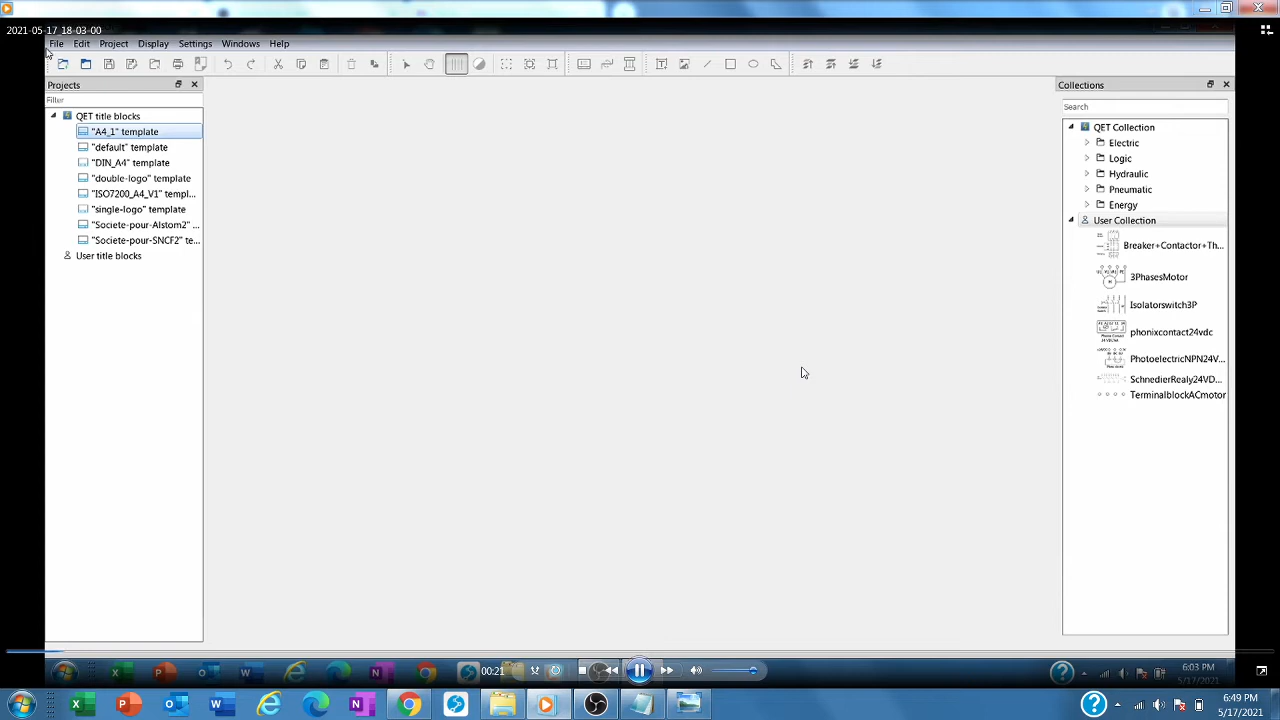 2021-05-17 18-03-00
File Edit Project Display Settings Windows Help
Projects
Filter
QET title blocks
"A4_1" template
"default" template
"DIN_A4" template
"double-logo" template
"ISO7200_A4_V1" templ...
"single-logo" template
"Societe-pour-Alstom2" ...
"Societe-pour-SNCF2" te...
User title blocks
Collections
Search
QET Collection
Electric
Logic
Hydraulic
Pneumatic
Energy
User Collection
Breaker+Contactor+Th...
3PhasesMotor
Isolatorswitch3P
phonixcontact24vdc
PhotoelectricNPN24V...
SchnedierRealy24VD...
TerminalblockACmotor
00:21
6:03 PM
5/17/2021
6:49 PM
5/17/2021